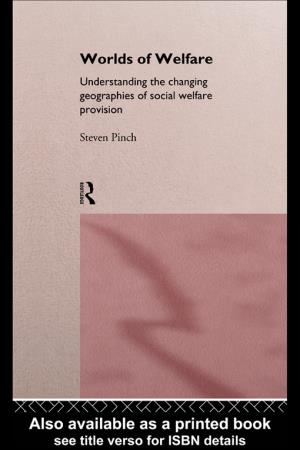 Worlds of Welfare
Understanding the changing
geographies of social welfare
provision
Steven Pinch
R
Also available as a printed book
see title verso for ISBN details